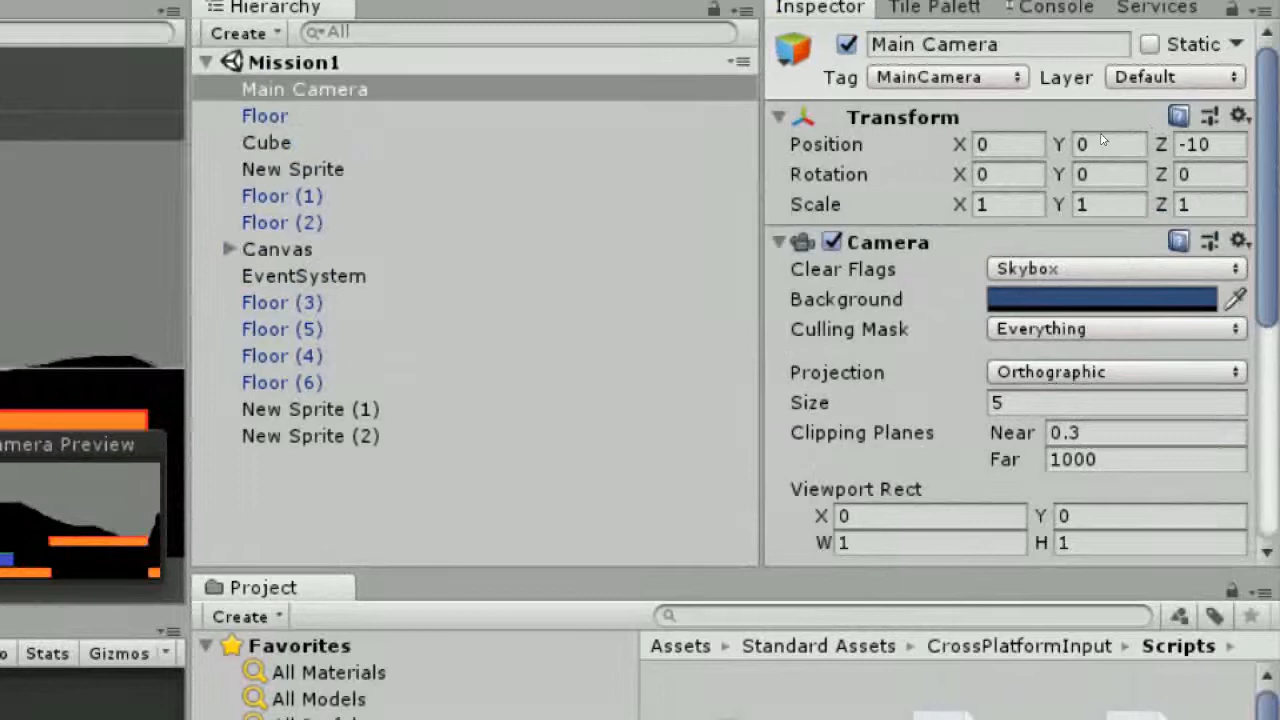 Hierarchy
Inspector Tile Palett Console Services
Create All
Mission1
Main Camera
Floor
Cube
New Sprite
Floor (1)
Floor (2)
Canvas
EventSystem
Floor (3)
Floor (5)
Floor (4)
Floor (6)
New Sprite (1)
New Sprite (2)
Main Camera Static
Tag MainCamera Layer Default
Transform
Position X 0 Y 0 Z -10
Rotation X 0 Y 0 Z 0
Scale X 1 Y 1 Z 1
Camera
Clear Flags Skybox
Background
Culling Mask Everything
Projection Orthographic
Size 5
Clipping Planes Near 0.3
Far 1000
Viewport Rect
X 0 Y 0
W 1 H 1
amera Preview
o Stats Gizmos
Project
Create
Favorites
All Materials
All Models
Assets Standard Assets CrossPlatformInput Scripts